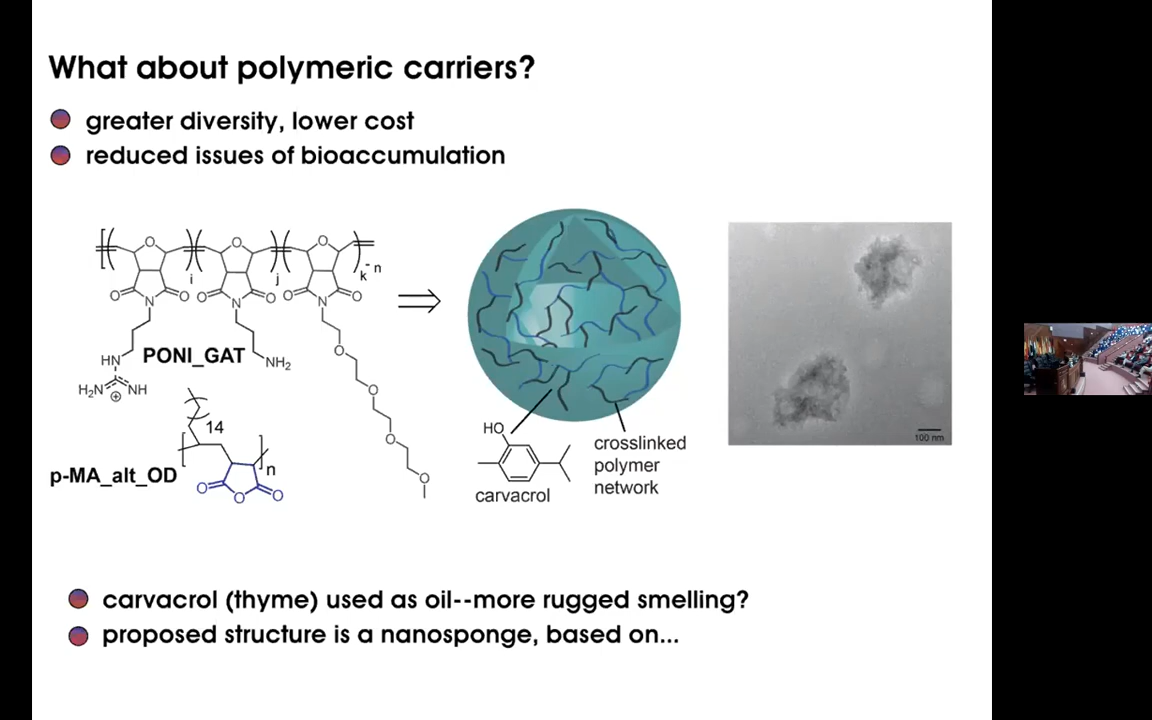 What about polymeric carriers?
greater diversity, lower cost
reduced issues of bioaccumulation
[( O )( O )( O )
i j k n
O N O O N O O N O
HN PONI_GAT NH2
H2N ⊕ NH
O
O
O
O
14
p-MA_alt_OD
n
O O O
HO
carvacrol
crosslinked
polymer
network
100 nm
carvacrol (thyme) used as oil--more rugged smelling?
proposed structure is a nanosponge, based on...